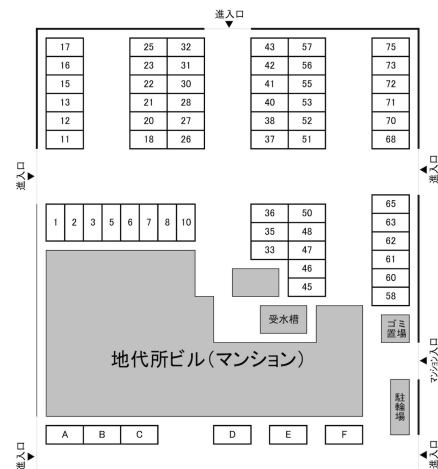 進入口
17 25 32 43 57 75
16 23 31 42 56 73
15 22 30 41 55 72
13 21 28 40 53 71
12 20 27 38 52 70
11 18 26 37 51 68
進入口
進入口
1 2 3 5 6 7 8 10
36 50
35 48
33 47
46
45
65
63
62
61
60
58
受水槽
ゴミ
置場
地代所ビル(マンション)
マンション入口
駐輪場
A B C D E F
進入口
進入口